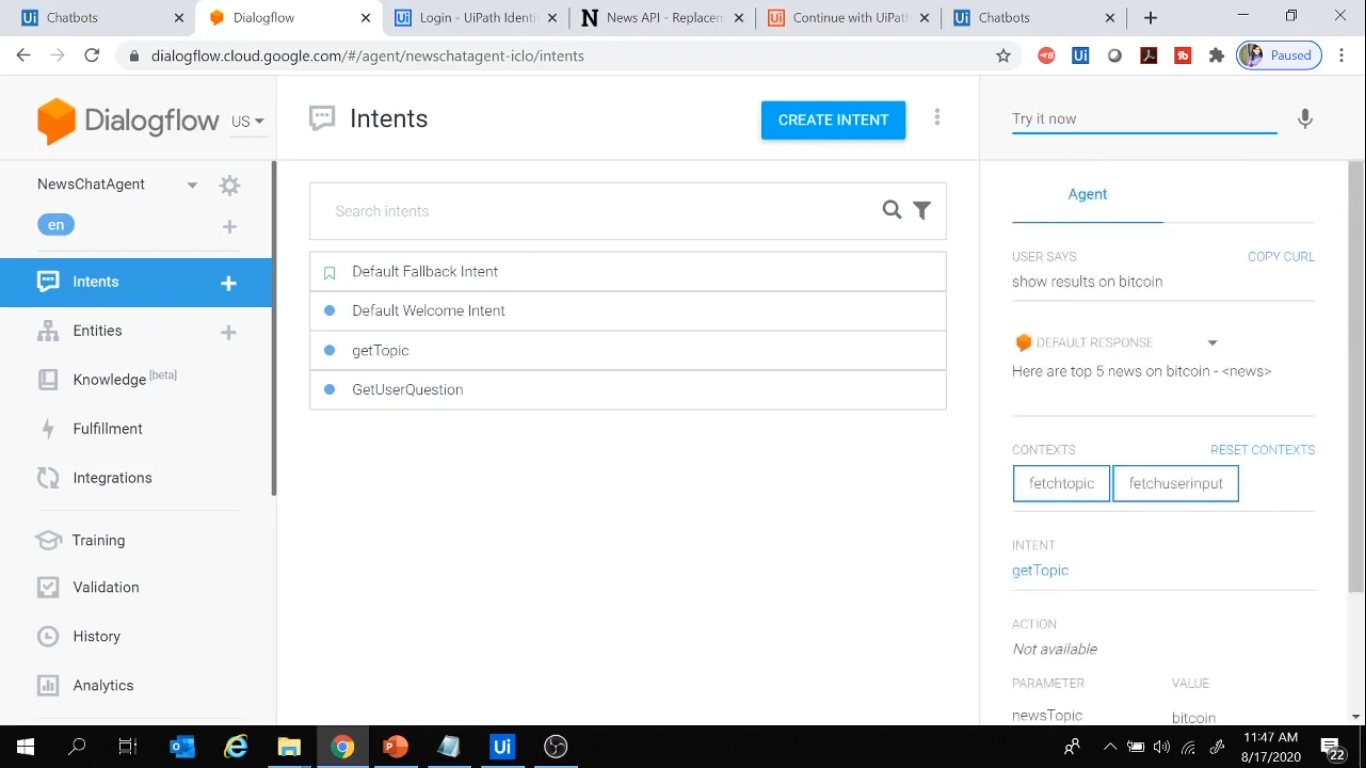 Chatbots
Dialogflow
Login - UiPath Identi
News API - Replacem
Continue with UiPath
Chatbots
dialogflow.cloud.google.com/#/agent/newschatagent-iclo/intents
Paused
Dialogflow
US
Intents
CREATE INTENT
Try it now
NewsChatAgent
en
Intents
Entities
Knowledge [beta]
Fulfillment
Integrations
Training
Validation
History
Analytics
Search intents
Default Fallback Intent
Default Welcome Intent
getTopic
GetUserQuestion
Agent
USER SAYS
COPY CURL
show results on bitcoin
DEFAULT RESPONSE
Here are top 5 news on bitcoin - <news>
CONTEXTS
RESET CONTEXTS
fetchtopic
fetchuserinput
INTENT
getTopic
ACTION
Not available
PARAMETER
VALUE
newsTopic
bitcoin
11:47 AM
8/17/2020
22